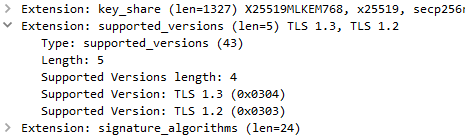 Extension: key_share (len=1327) X25519MLKEM768, x25519, secp256
Extension: supported_versions (len=5) TLS 1.3, TLS 1.2
Type: supported_versions (43)
Length: 5
Supported Versions length: 4
Supported Version: TLS 1.3 (0x0304)
Supported Version: TLS 1.2 (0x0303)
Extension: signature_algorithms (len=24)